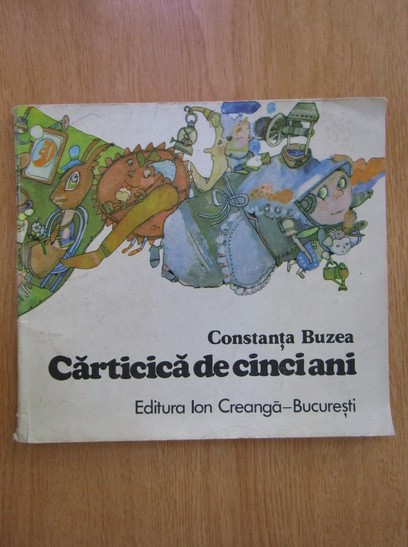 Constanța Buzea
Cărticică de cinci ani
Editura Ion Creangă–București